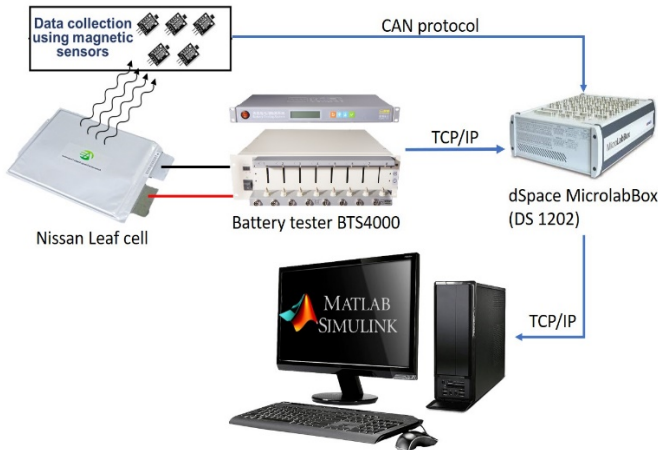 Data collection
using magnetic
sensors
CAN protocol
TCP/IP
Nissan Leaf cell
Battery tester BTS4000
dSpace MicrolabBox
(DS 1202)
MATLAB
SIMULINK
TCP/IP